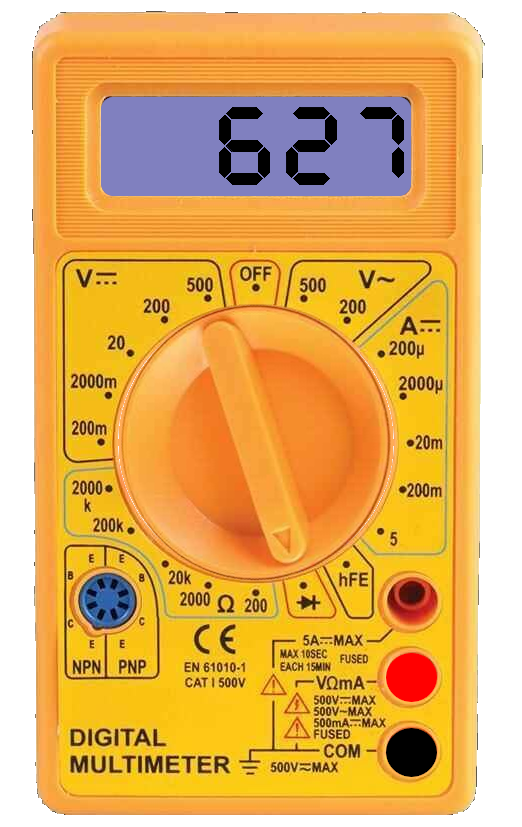 627
V⎓ 500 OFF 500 V~
200 200
A⎓
20 200µ
2000m 2000µ
200m 20m
2000 k 200m
200k 5
20k hFE
2000 Ω 200
E E
B B
C C
E E
NPN PNP
CE
EN 61010-1
CAT I 500V
5A⎓MAX
MAX 10SEC FUSED
EACH 15MIN
VΩmA
500V⎓MAX
500V~MAX
500mA⎓MAX
FUSED
COM
500V≂MAX
DIGITAL
MULTIMETER